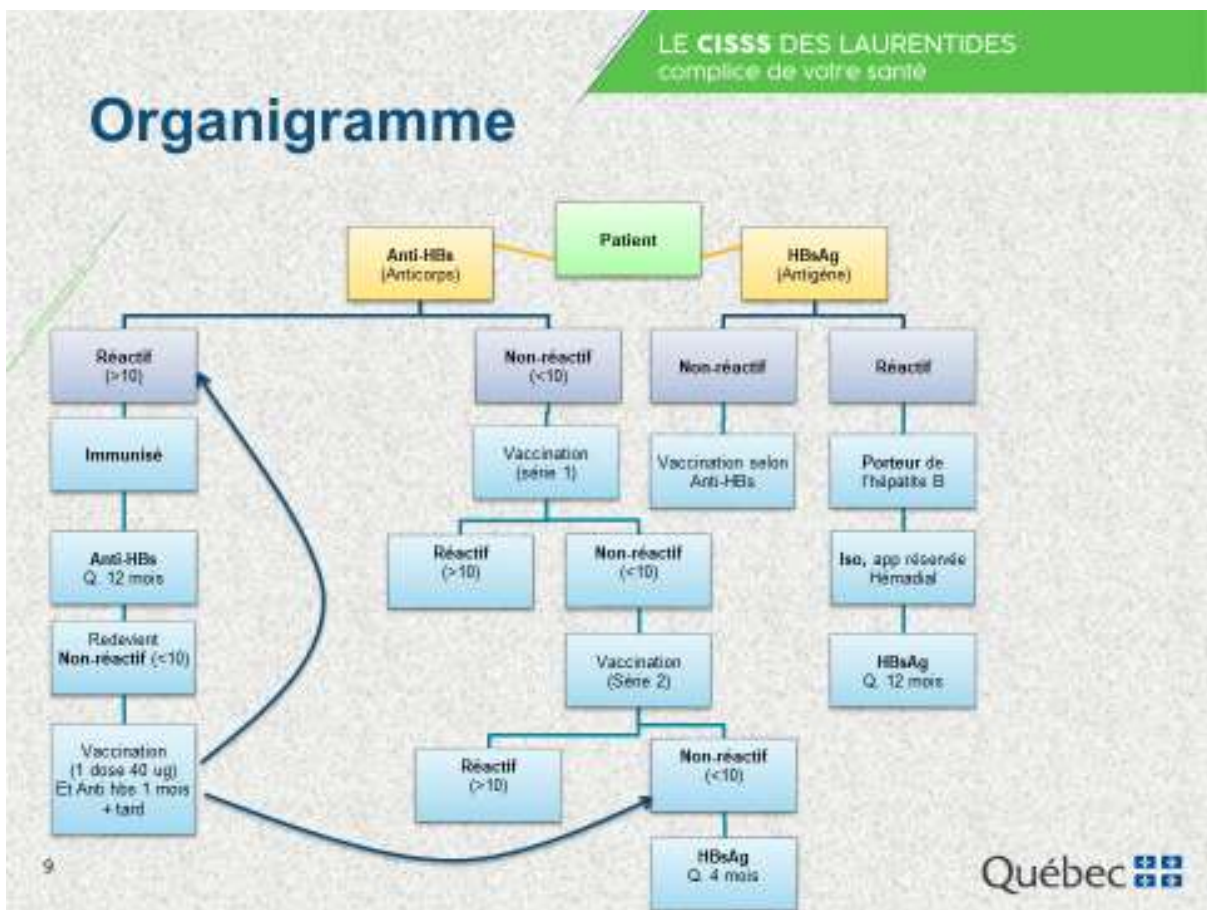 LE CISSS DES LAURENTIDES
complice de votre santé
Organigramme
Patient
Anti-HBs
(Anticorps)
HBsAg
(Antigène)
Réactif
(>10)
Non-réactif
(<10)
Non-réactif
Réactif
Immunisé
Vaccination
(série 1)
Vaccination selon
Anti-HBs
Porteur de
l'hépatite B
Anti-HBs
Q. 12 mois
Réactif
(>10)
Non-réactif
(<10)
Iso, app réservée
Hémadial
Redevient
Non-réactif (<10)
Vaccination
(Série 2)
HBsAg
Q. 12 mois
Vaccination
(1 dose 40 ug)
Et Anti hbs 1 mois
+ tard
Réactif
(>10)
Non-réactif
(<10)
HBsAg
Q. 4 mois
9
Québec